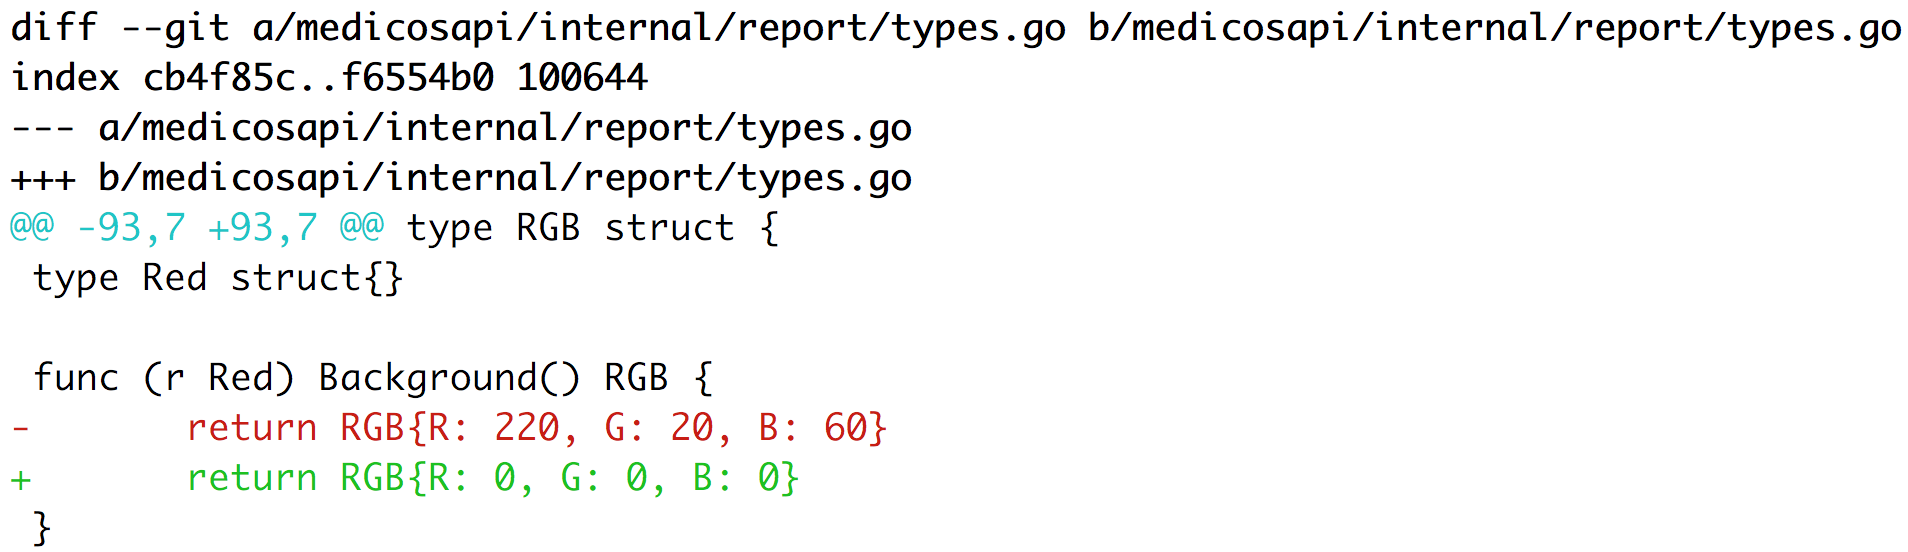 diff --git a/medicosapi/internal/report/types.go b/medicosapi/internal/report/types.go
index cb4f85c..f6554b0 100644
--- a/medicosapi/internal/report/types.go
+++ b/medicosapi/internal/report/types.go
@@ -93,7 +93,7 @@ type RGB struct {
 type Red struct{}

 func (r Red) Background() RGB {
-       return RGB{R: 220, G: 20, B: 60}
+       return RGB{R: 0, G: 0, B: 0}
 }